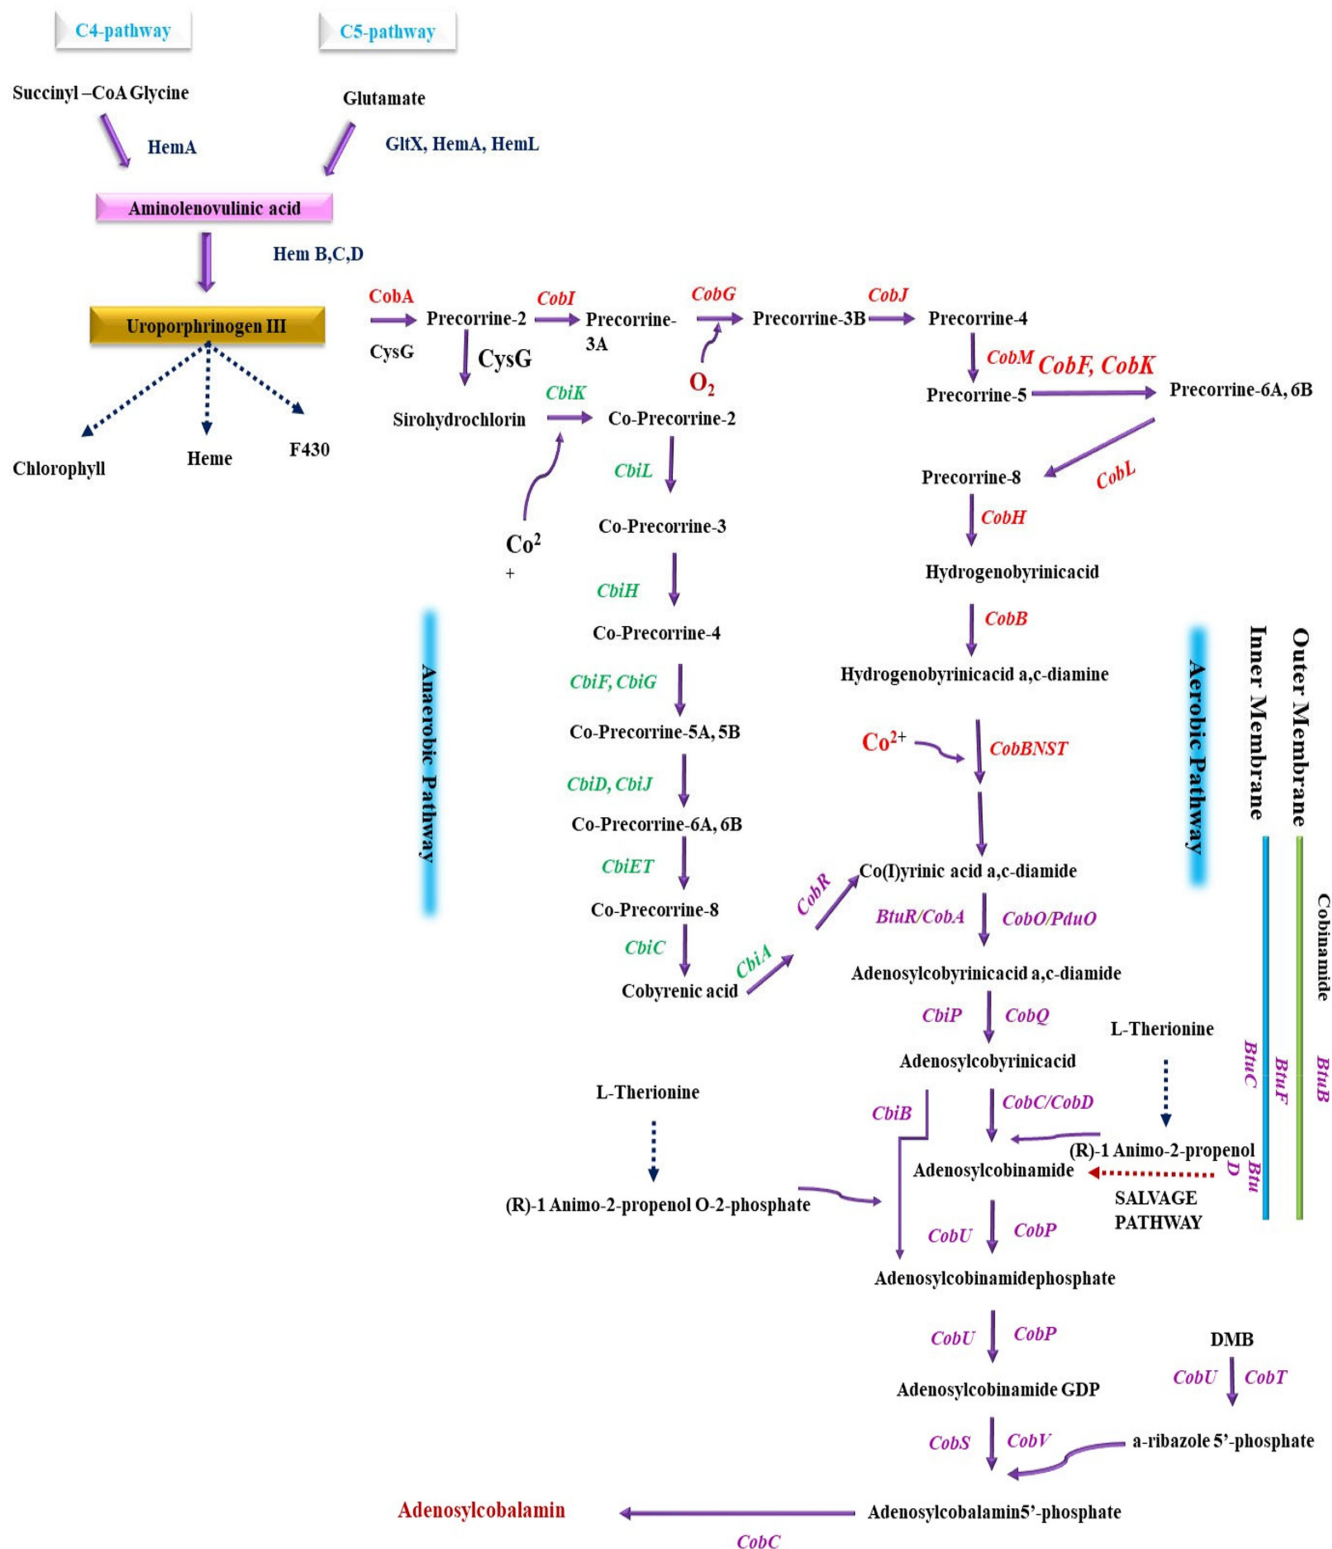 C4-pathway
C5-pathway
Succinyl –CoA Glycine
Glutamate
HemA
GltX, HemA, HemL
Aminolenovulinic acid
Hem B,C,D
Uroporphrinogen III
Chlorophyll
Heme
F430
CobA
CysG
Precorrine-2
CobI
Precorrine-
3A
CobG
O2
Precorrine-3B
CobJ
Precorrine-4
CobM
CobF, CobK
Precorrine-5
Precorrine-6A, 6B
CobL
Precorrine-8
CobH
Hydrogenobyrinicacid
CobB
Hydrogenobyrinicacid a,c-diamine
Co2+
CobBNST
Co(I)yrinic acid a,c-diamide
CysG
Sirohydrochlorin
CbiK
Co2
+
Co-Precorrine-2
CbiL
Co-Precorrine-3
CbiH
Co-Precorrine-4
CbiF, CbiG
Co-Precorrine-5A, 5B
CbiD, CbiJ
Co-Precorrine-6A, 6B
CbiET
Co-Precorrine-8
CbiC
Cobyrenic acid
CbiA
CobR
Anaerobic Pathway
Aerobic Pathway
Inner Membrane
Outer Membrane
Cobinamide
BtuC
BtuF
BtuB
Btu
D
BtuR/CobA
CobO/PduO
Adenosylcobyrinicacid a,c-diamide
CbiP
CobQ
Adenosylcobyrinicacid
L-Therionine
CbiB
CobC/CobD
(R)-1 Animo-2-propenol
Adenosylcobinamide
SALVAGE
PATHWAY
L-Therionine
(R)-1 Animo-2-propenol O-2-phosphate
CobU
CobP
Adenosylcobinamidephosphate
CobU
CobP
Adenosylcobinamide GDP
DMB
CobU
CobT
a-ribazole 5’-phosphate
CobS
CobV
Adenosylcobalamin5’-phosphate
CobC
Adenosylcobalamin